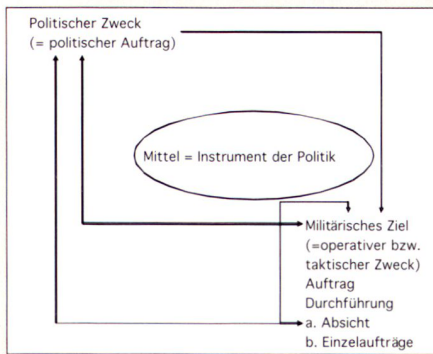 Politischer Zweck
(= politischer Auftrag)
Mittel = Instrument der Politik
Militärisches Ziel
(=operativer bzw.
taktischer Zweck)
Auftrag
Durchführung
a. Absicht
b. Einzelaufträge